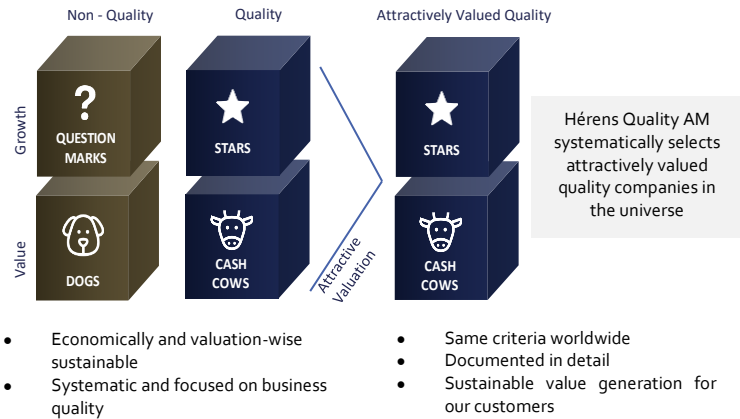 Non - Quality
Quality
Attractively Valued Quality
Growth
?
QUESTION
MARKS
STARS
STARS
Hérens Quality AM
systematically selects
attractively valued
quality companies in
the universe
Value
DOGS
CASH
COWS
Attractive
Valuation
CASH
COWS
• Economically and valuation-wise
sustainable
• Systematic and focused on business
quality
• Same criteria worldwide
• Documented in detail
• Sustainable value generation for
our customers